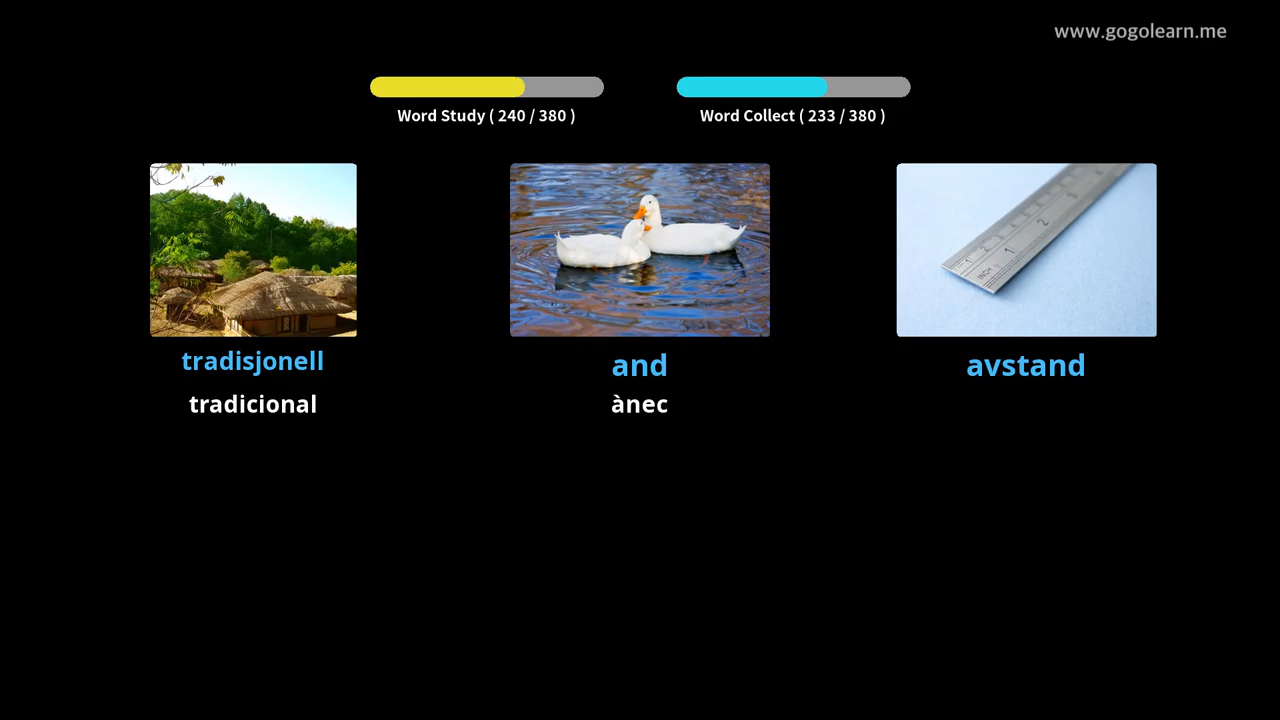 www.gogolearn.me
Word Study ( 240 / 380 )
Word Collect ( 233 / 380 )
tradisjonell
tradicional
and
ànec
avstand